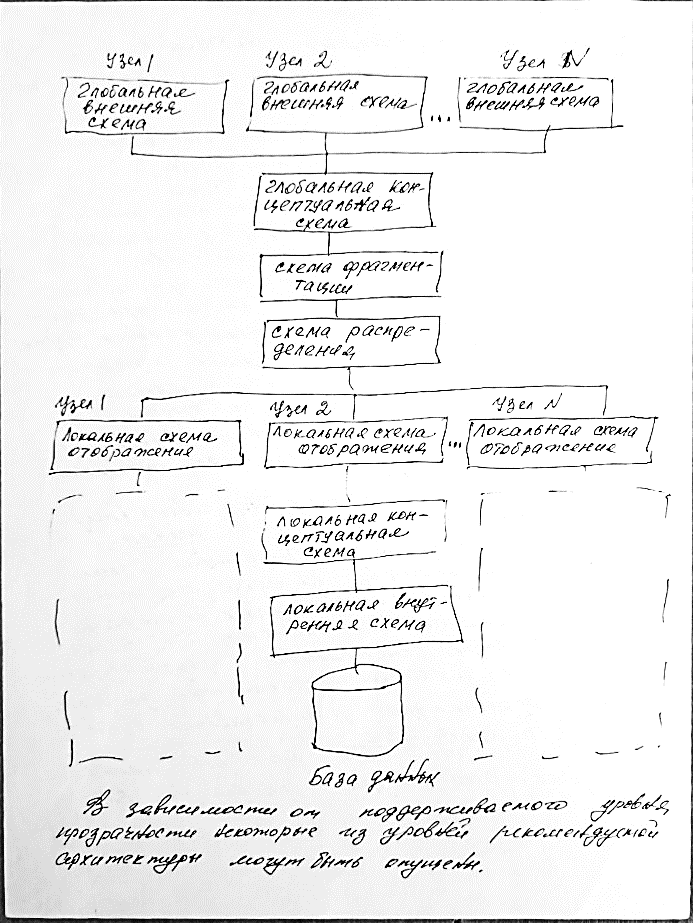 Узел 1 Узел 2 Узел N
Глобальная
внешняя
схема
Глобальная
внешняя схема
...
Глобальная
внешняя схема
Глобальная кон-
цептуальная
схема
схема фрагмен-
тации
схема распре-
деления
Узел 1 Узел 2 Узел N
Локальная схема
отображения
Локальная схема
отображения
...
Локальная схема
отображение
Локальная кон-
цептуальная
схема
локальная внут-
ренняя схема
База данных
В зависимости от поддерживаемого уровня
прозрачности некоторые из уровней рекомендуемой
архитектуры могут быть опущены.